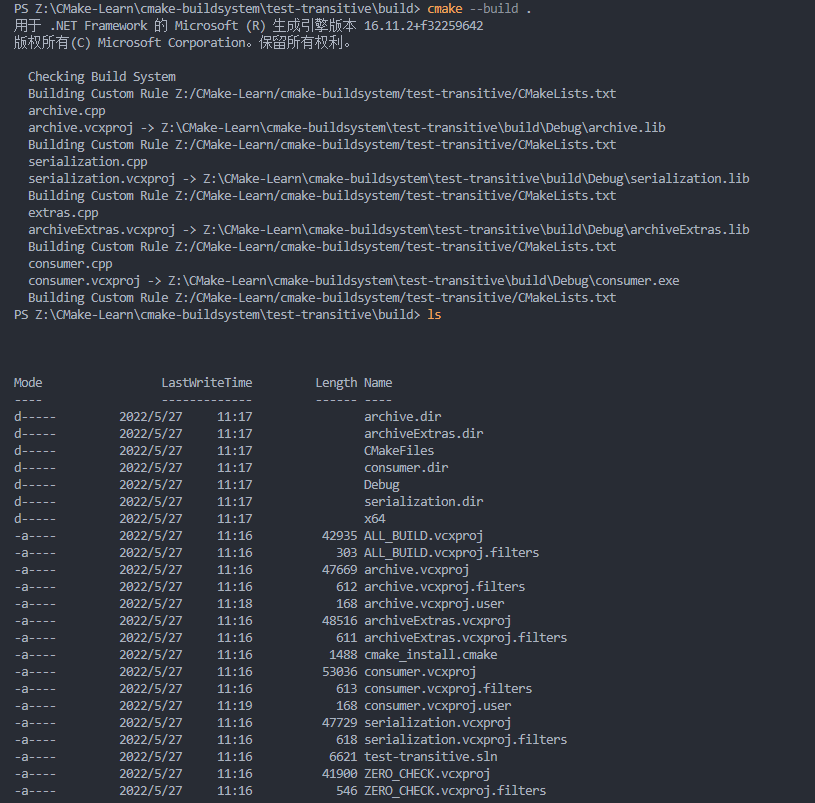 PS Z:\CMake-Learn\cmake-buildsystem\test-transitive\build> cmake --build .
用于 .NET Framework 的 Microsoft (R) 生成引擎版本 16.11.2+f32259642
版权所有(C) Microsoft Corporation。保留所有权利。
  Checking Build System
  Building Custom Rule Z:/CMake-Learn/cmake-buildsystem/test-transitive/CMakeLists.txt
  archive.cpp
  archive.vcxproj -> Z:\CMake-Learn\cmake-buildsystem\test-transitive\build\Debug\archive.lib
  Building Custom Rule Z:/CMake-Learn/cmake-buildsystem/test-transitive/CMakeLists.txt
  serialization.cpp
  serialization.vcxproj -> Z:\CMake-Learn\cmake-buildsystem\test-transitive\build\Debug\serialization.lib
  Building Custom Rule Z:/CMake-Learn/cmake-buildsystem/test-transitive/CMakeLists.txt
  extras.cpp
  archiveExtras.vcxproj -> Z:\CMake-Learn\cmake-buildsystem\test-transitive\build\Debug\archiveExtras.lib
  Building Custom Rule Z:/CMake-Learn/cmake-buildsystem/test-transitive/CMakeLists.txt
  consumer.cpp
  consumer.vcxproj -> Z:\CMake-Learn\cmake-buildsystem\test-transitive\build\Debug\consumer.exe
  Building Custom Rule Z:/CMake-Learn/cmake-buildsystem/test-transitive/CMakeLists.txt
PS Z:\CMake-Learn\cmake-buildsystem\test-transitive\build> ls
Mode                 LastWriteTime         Length Name
----                 -------------         ------ ----
d-----         2022/5/27     11:17                archive.dir
d-----         2022/5/27     11:17                archiveExtras.dir
d-----         2022/5/27     11:17                CMakeFiles
d-----         2022/5/27     11:17                consumer.dir
d-----         2022/5/27     11:17                Debug
d-----         2022/5/27     11:17                serialization.dir
d-----         2022/5/27     11:17                x64
-a----         2022/5/27     11:16          42935 ALL_BUILD.vcxproj
-a----         2022/5/27     11:16            303 ALL_BUILD.vcxproj.filters
-a----         2022/5/27     11:16          47669 archive.vcxproj
-a----         2022/5/27     11:16            612 archive.vcxproj.filters
-a----         2022/5/27     11:18            168 archive.vcxproj.user
-a----         2022/5/27     11:16          48516 archiveExtras.vcxproj
-a----         2022/5/27     11:16            611 archiveExtras.vcxproj.filters
-a----         2022/5/27     11:16           1488 cmake_install.cmake
-a----         2022/5/27     11:16          53036 consumer.vcxproj
-a----         2022/5/27     11:16            613 consumer.vcxproj.filters
-a----         2022/5/27     11:19            168 consumer.vcxproj.user
-a----         2022/5/27     11:16          47729 serialization.vcxproj
-a----         2022/5/27     11:16            618 serialization.vcxproj.filters
-a----         2022/5/27     11:16           6621 test-transitive.sln
-a----         2022/5/27     11:16          41900 ZERO_CHECK.vcxproj
-a----         2022/5/27     11:16            546 ZERO_CHECK.vcxproj.filters